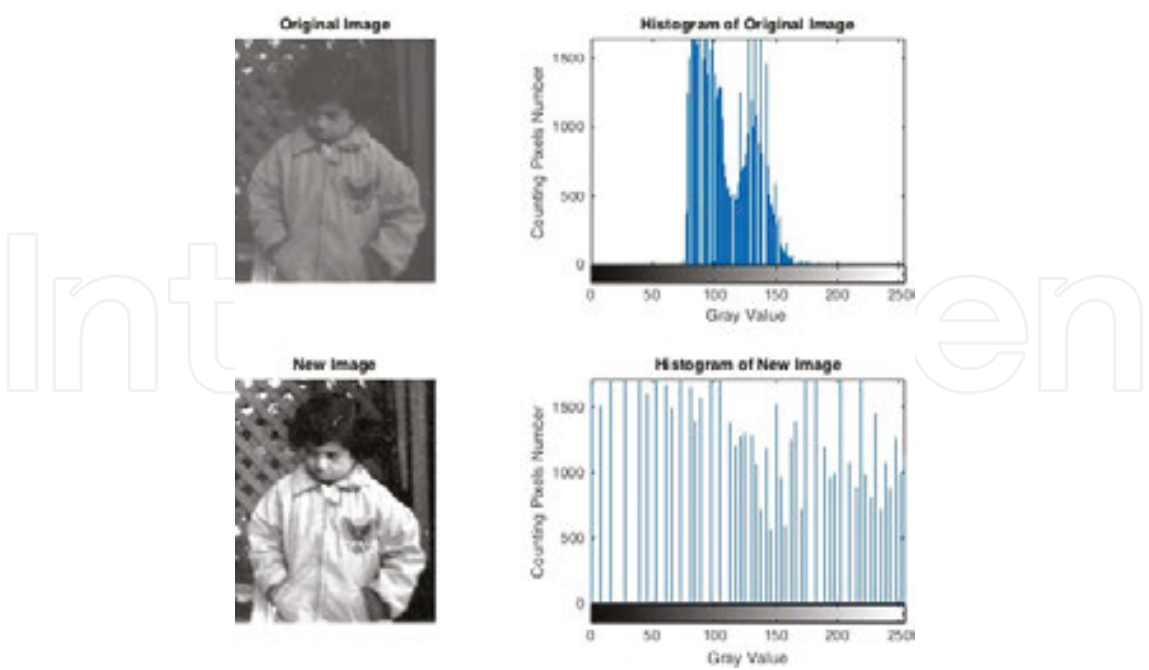 Original Image
Histogram of Original Image
Counting Pixels Number
1500
1000
500
0
0 50 100 150 200 250
Gray Value
New Image
Histogram of New Image
Counting Pixels Number
1500
1000
500
0
0 50 100 150 200 250
Gray Value
Int en